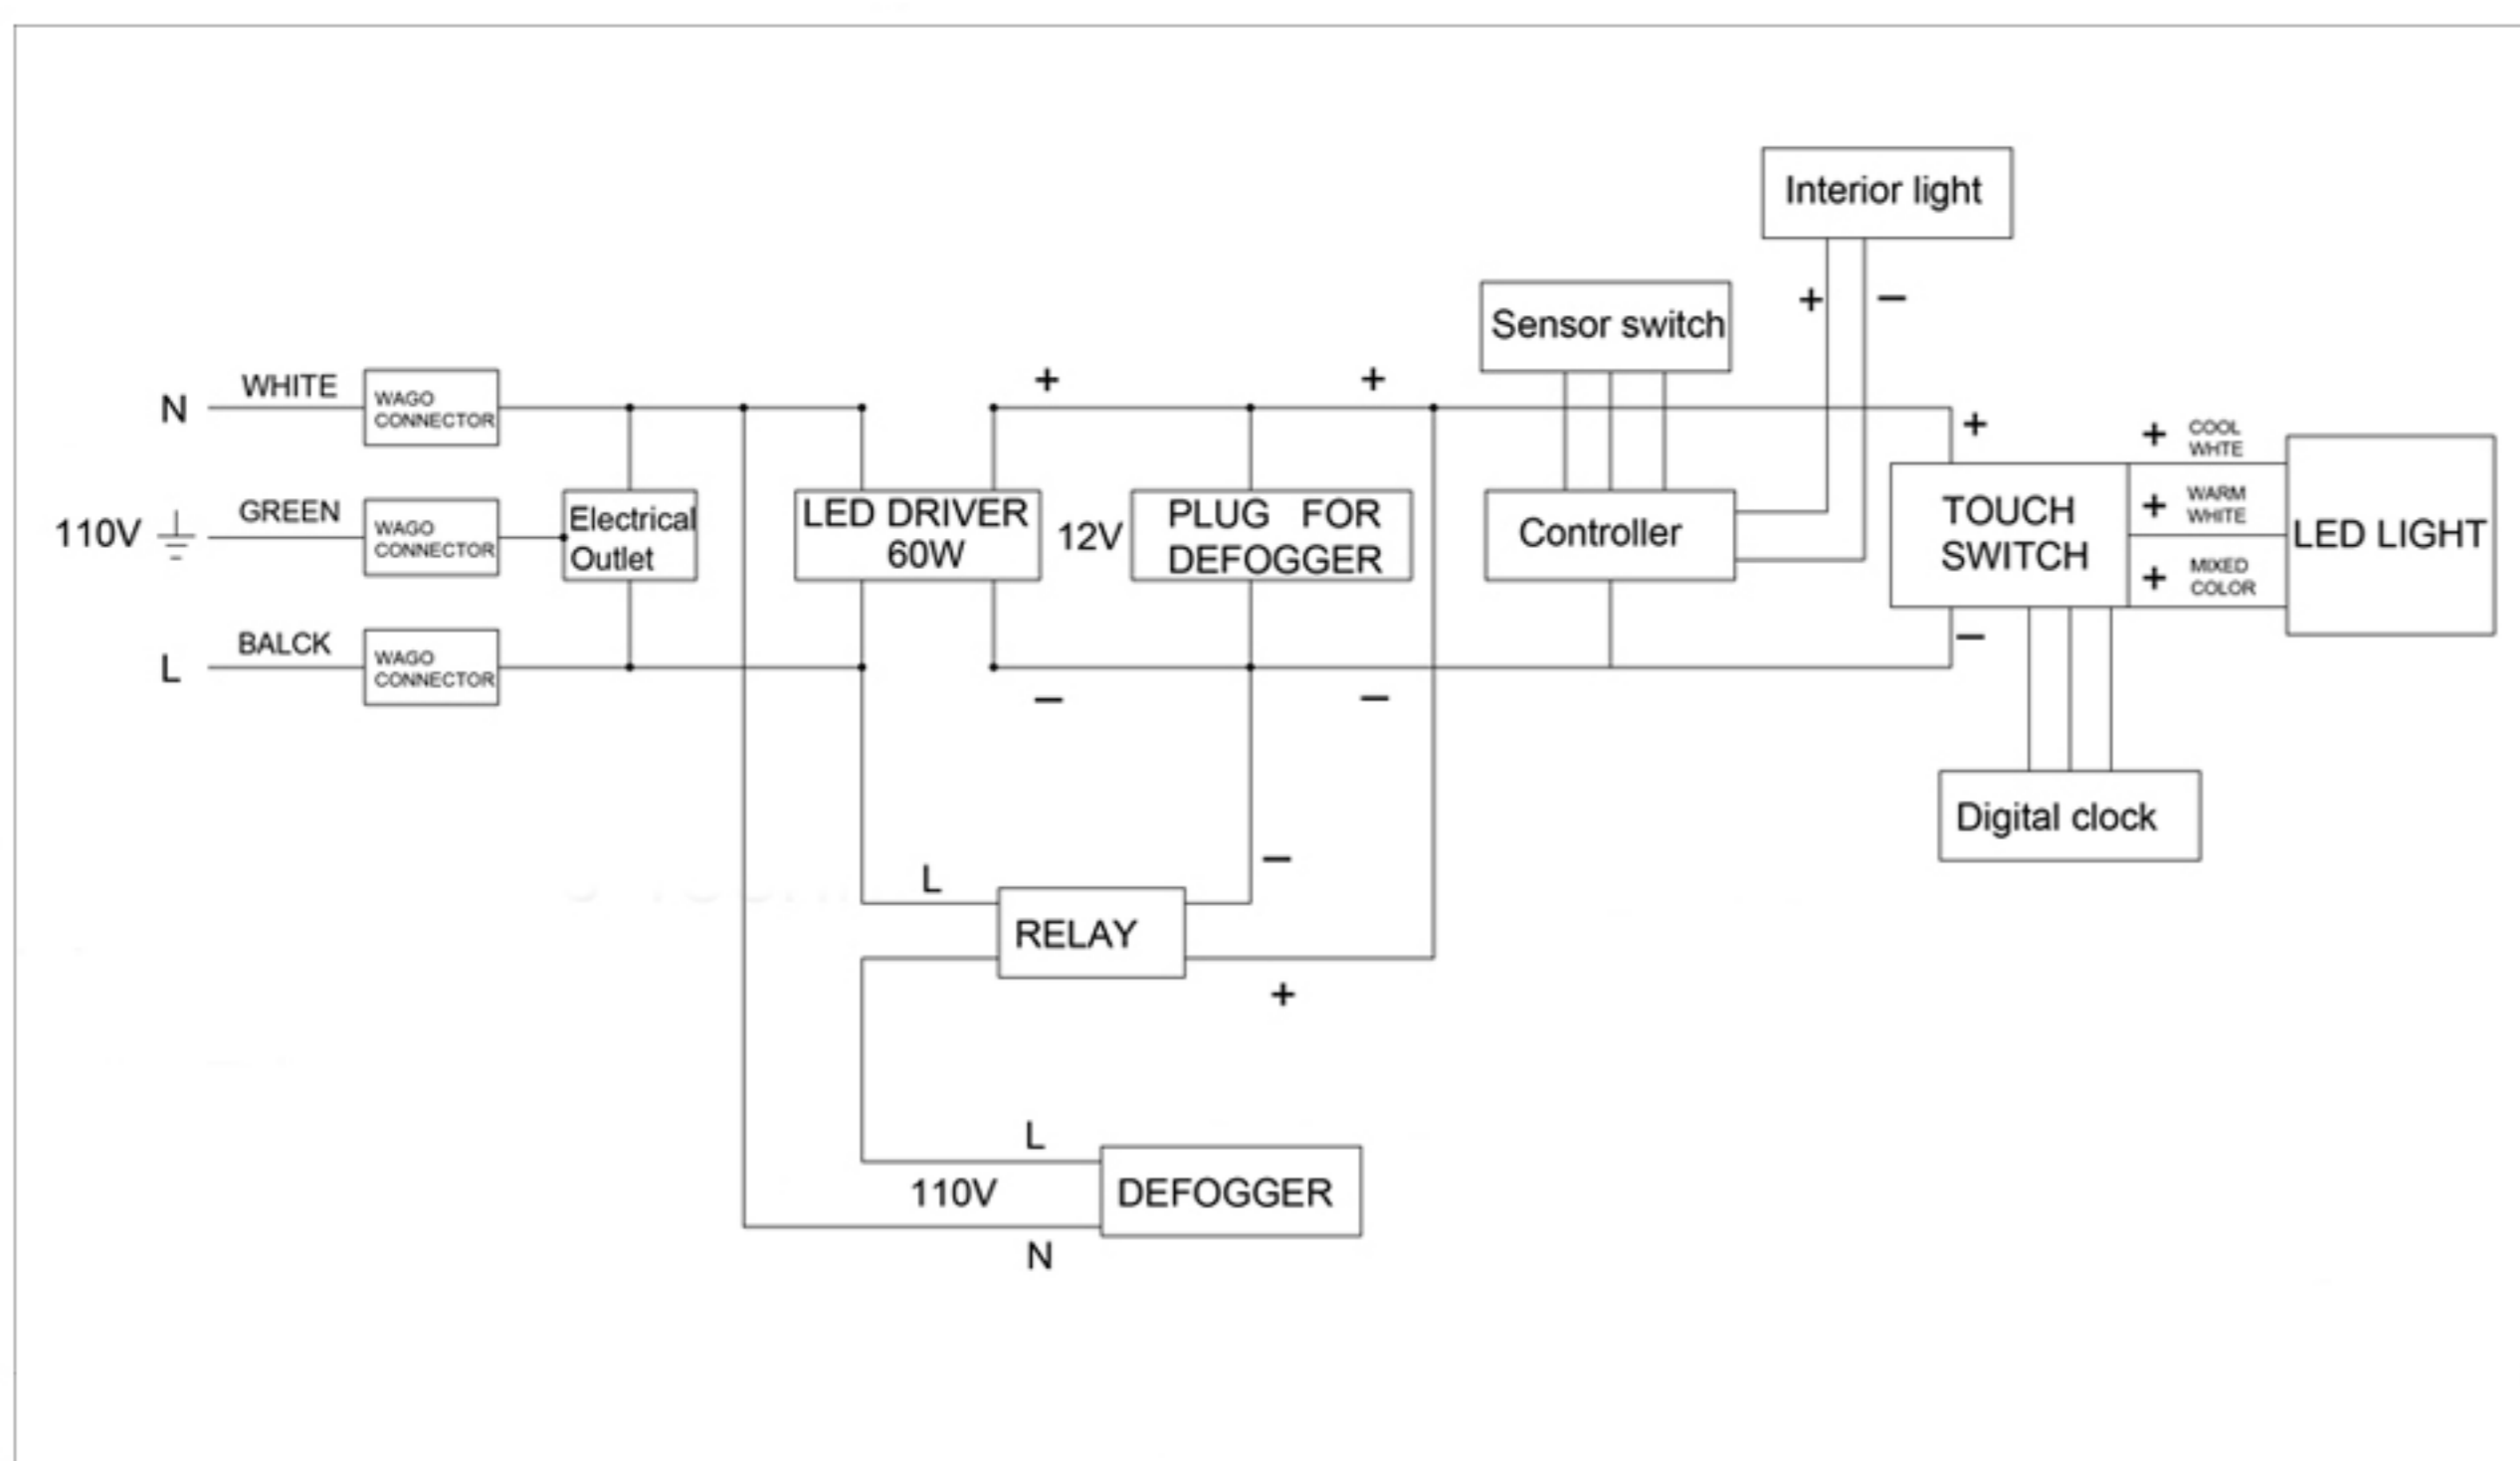 Interior light
+ −
Sensor switch
N WHITE
WAGO
CONNECTOR
+ +
110V GREEN
WAGO
CONNECTOR
Electrical
Outlet
LED DRIVER
60W
12V
PLUG FOR
DEFOGGER
Controller
+
TOUCH
SWITCH
−
+ COOL
WHTE
+ WARM
WHITE
+ MIXED
COLOR
LED LIGHT
L BALCK
WAGO
CONNECTOR
− −
Digital clock
L
RELAY
−
+
L
110V
N
DEFOGGER